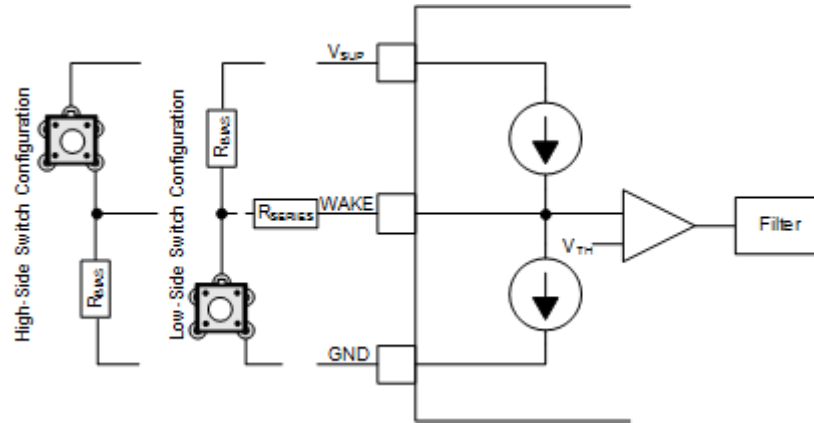 High-Side Switch Configuration
RBIAS
Low-Side Switch Configuration
RBIAS
RSERIES
VSUP
WAKE
GND
VTH
Filter